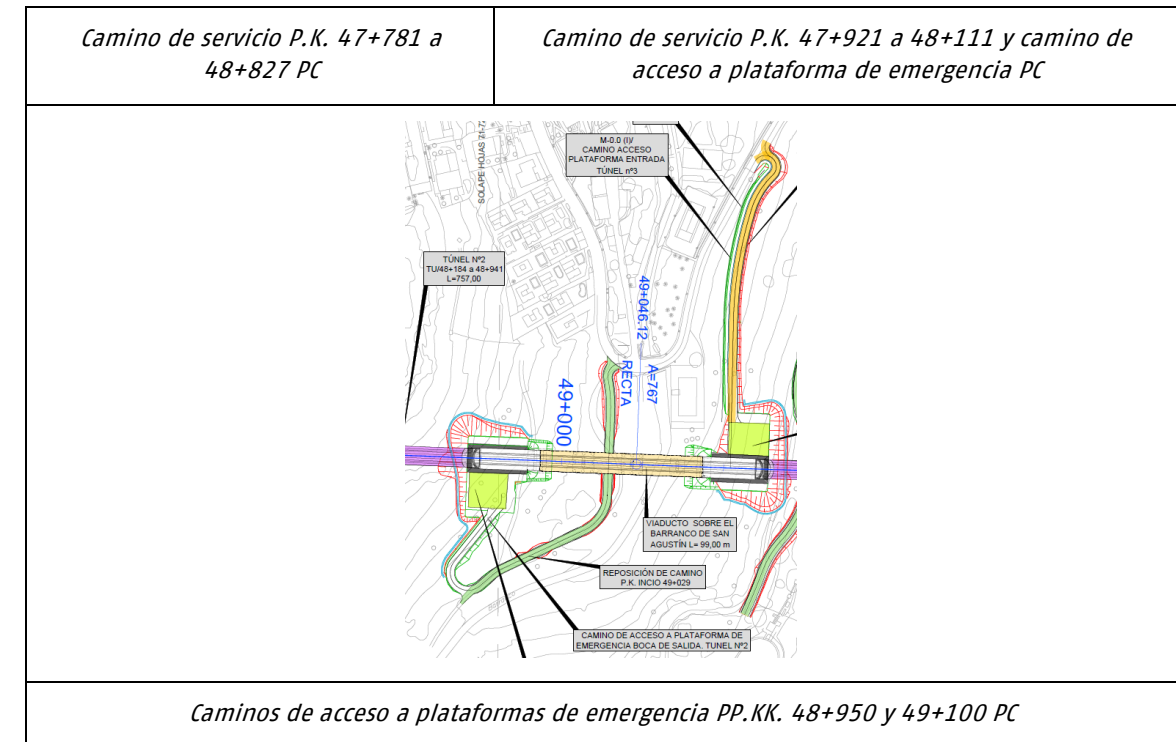 Camino de servicio P.K. 47+781 a
48+827 PC
Camino de servicio P.K. 47+921 a 48+111 y camino de
acceso a plataforma de emergencia PC
M-0.0 (I)/
CAMINO ACCESO
PLATAFORMA ENTRADA
TÚNEL nº3
SOLAPE HOJAS 71-7
TÚNEL Nº2
TU/48+184 a 48+941
L=757,00
49+046.12
RECTA
A=767
49+000
VIADUCTO SOBRE EL
BARRANCO DE SAN
AGUSTÍN L= 99,00 m
REPOSICIÓN DE CAMINO
P.K. INCIO 49+029
CAMINO DE ACCESO A PLATAFORMA DE
EMERGENCIA BOCA DE SALIDA. TUNEL Nº2
Caminos de acceso a plataformas de emergencia PP.KK. 48+950 y 49+100 PC